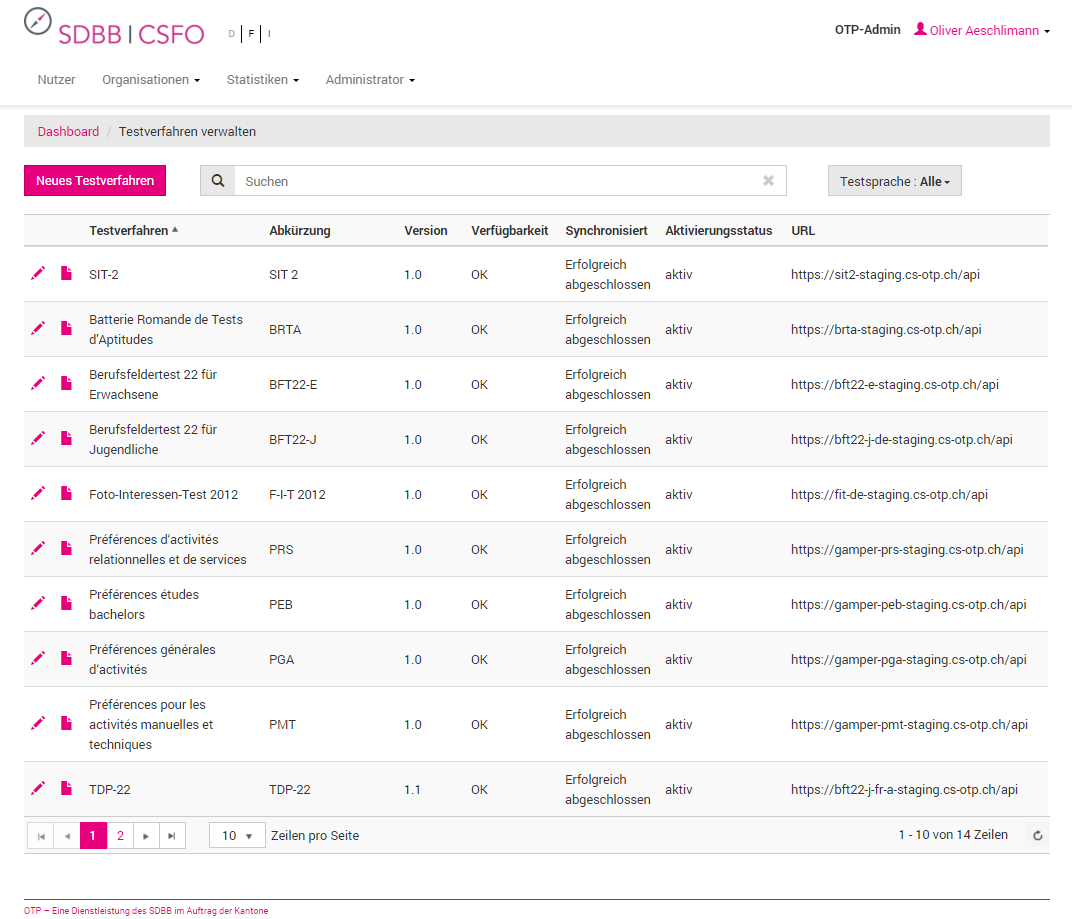 SDBB | CSFO D F I
OTP-Admin Oliver Aeschlimann
Nutzer Organisationen Statistiken Administrator
Dashboard / Testverfahren verwalten
Neues Testverfahren Suchen Testsprache : Alle
Testverfahren Abkürzung Version Verfügbarkeit Synchronisiert Aktivierungsstatus URL
SIT-2 SIT 2 1.0 OK Erfolgreich abgeschlossen aktiv https://sit2-staging.cs-otp.ch/api
Batterie Romande de Tests d'Aptitudes BRTA 1.0 OK Erfolgreich abgeschlossen aktiv https://brta-staging.cs-otp.ch/api
Berufsfeldertest 22 für Erwachsene BFT22-E 1.0 OK Erfolgreich abgeschlossen aktiv https://bft22-e-staging.cs-otp.ch/api
Berufsfeldertest 22 für Jugendliche BFT22-J 1.0 OK Erfolgreich abgeschlossen aktiv https://bft22-j-de-staging.cs-otp.ch/api
Foto-Interessen-Test 2012 F-I-T 2012 1.0 OK Erfolgreich abgeschlossen aktiv https://fit-de-staging.cs-otp.ch/api
Préférences d'activités relationnelles et de services PRS 1.0 OK Erfolgreich abgeschlossen aktiv https://gamper-prs-staging.cs-otp.ch/api
Préférences études bachelors PEB 1.0 OK Erfolgreich abgeschlossen aktiv https://gamper-peb-staging.cs-otp.ch/api
Préférences générales d'activités PGA 1.0 OK Erfolgreich abgeschlossen aktiv https://gamper-pga-staging.cs-otp.ch/api
Préférences pour les activités manuelles et techniques PMT 1.0 OK Erfolgreich abgeschlossen aktiv https://gamper-pmt-staging.cs-otp.ch/api
TDP-22 TDP-22 1.1 OK Erfolgreich abgeschlossen aktiv https://bft22-j-fr-a-staging.cs-otp.ch/api
1 2 10 Zeilen pro Seite 1 - 10 von 14 Zeilen
OTP – Eine Dienstleistung des SDBB im Auftrag der Kantone